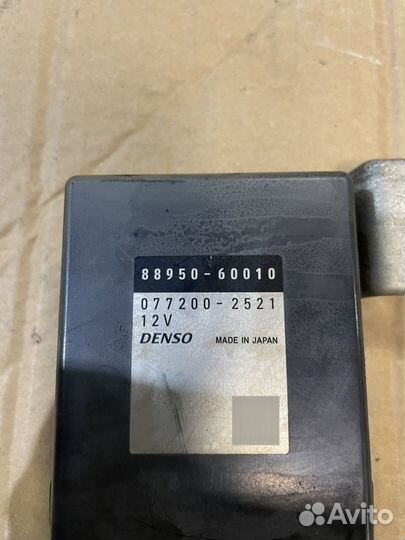 88950-60010
077200-2521
12V
DENSO MADE IN JAPAN
Avito